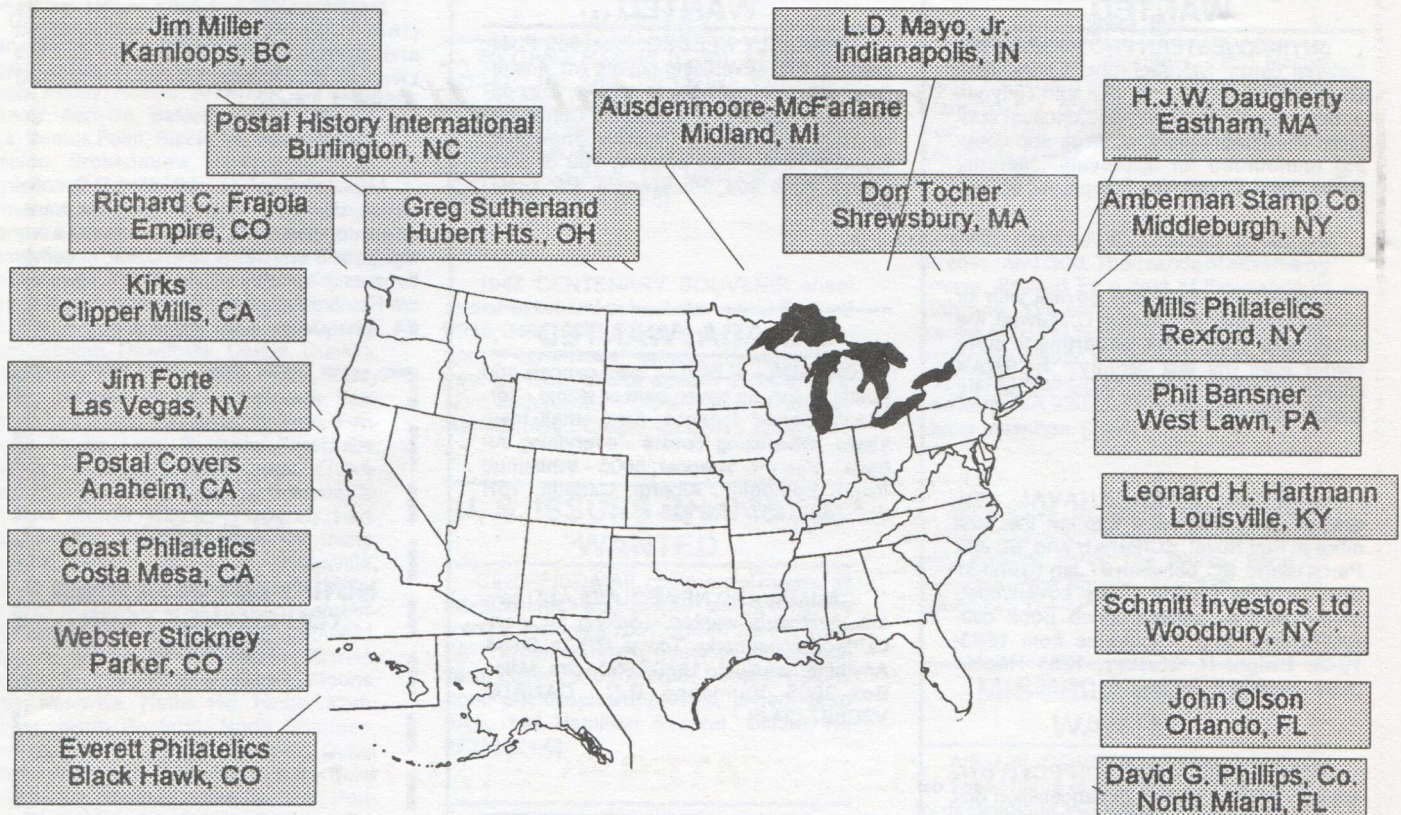 Jim Miller
Kamloops, BC
L.D. Mayo, Jr.
Indianapolis, IN
Postal History International
Burlington, NC
Ausdenmoore-McFarlane
Midland, MI
H.J.W. Daugherty
Eastham, MA
Richard C. Frajola
Empire, CO
Greg Sutherland
Hubert Hts., OH
Don Tocher
Shrewsbury, MA
Amberman Stamp Co
Middleburgh, NY
Kirks
Clipper Mills, CA
Mills Philatelics
Rexford, NY
Jim Forte
Las Vegas, NV
Phil Bansner
West Lawn, PA
Postal Covers
Anaheim, CA
Leonard H. Hartmann
Louisville, KY
Coast Philatelics
Costa Mesa, CA
Schmitt Investors Ltd.
Woodbury, NY
Webster Stickney
Parker, CO
John Olson
Orlando, FL
Everett Philatelics
Black Hawk, CO
David G. Phillips, Co.
North Miami, FL